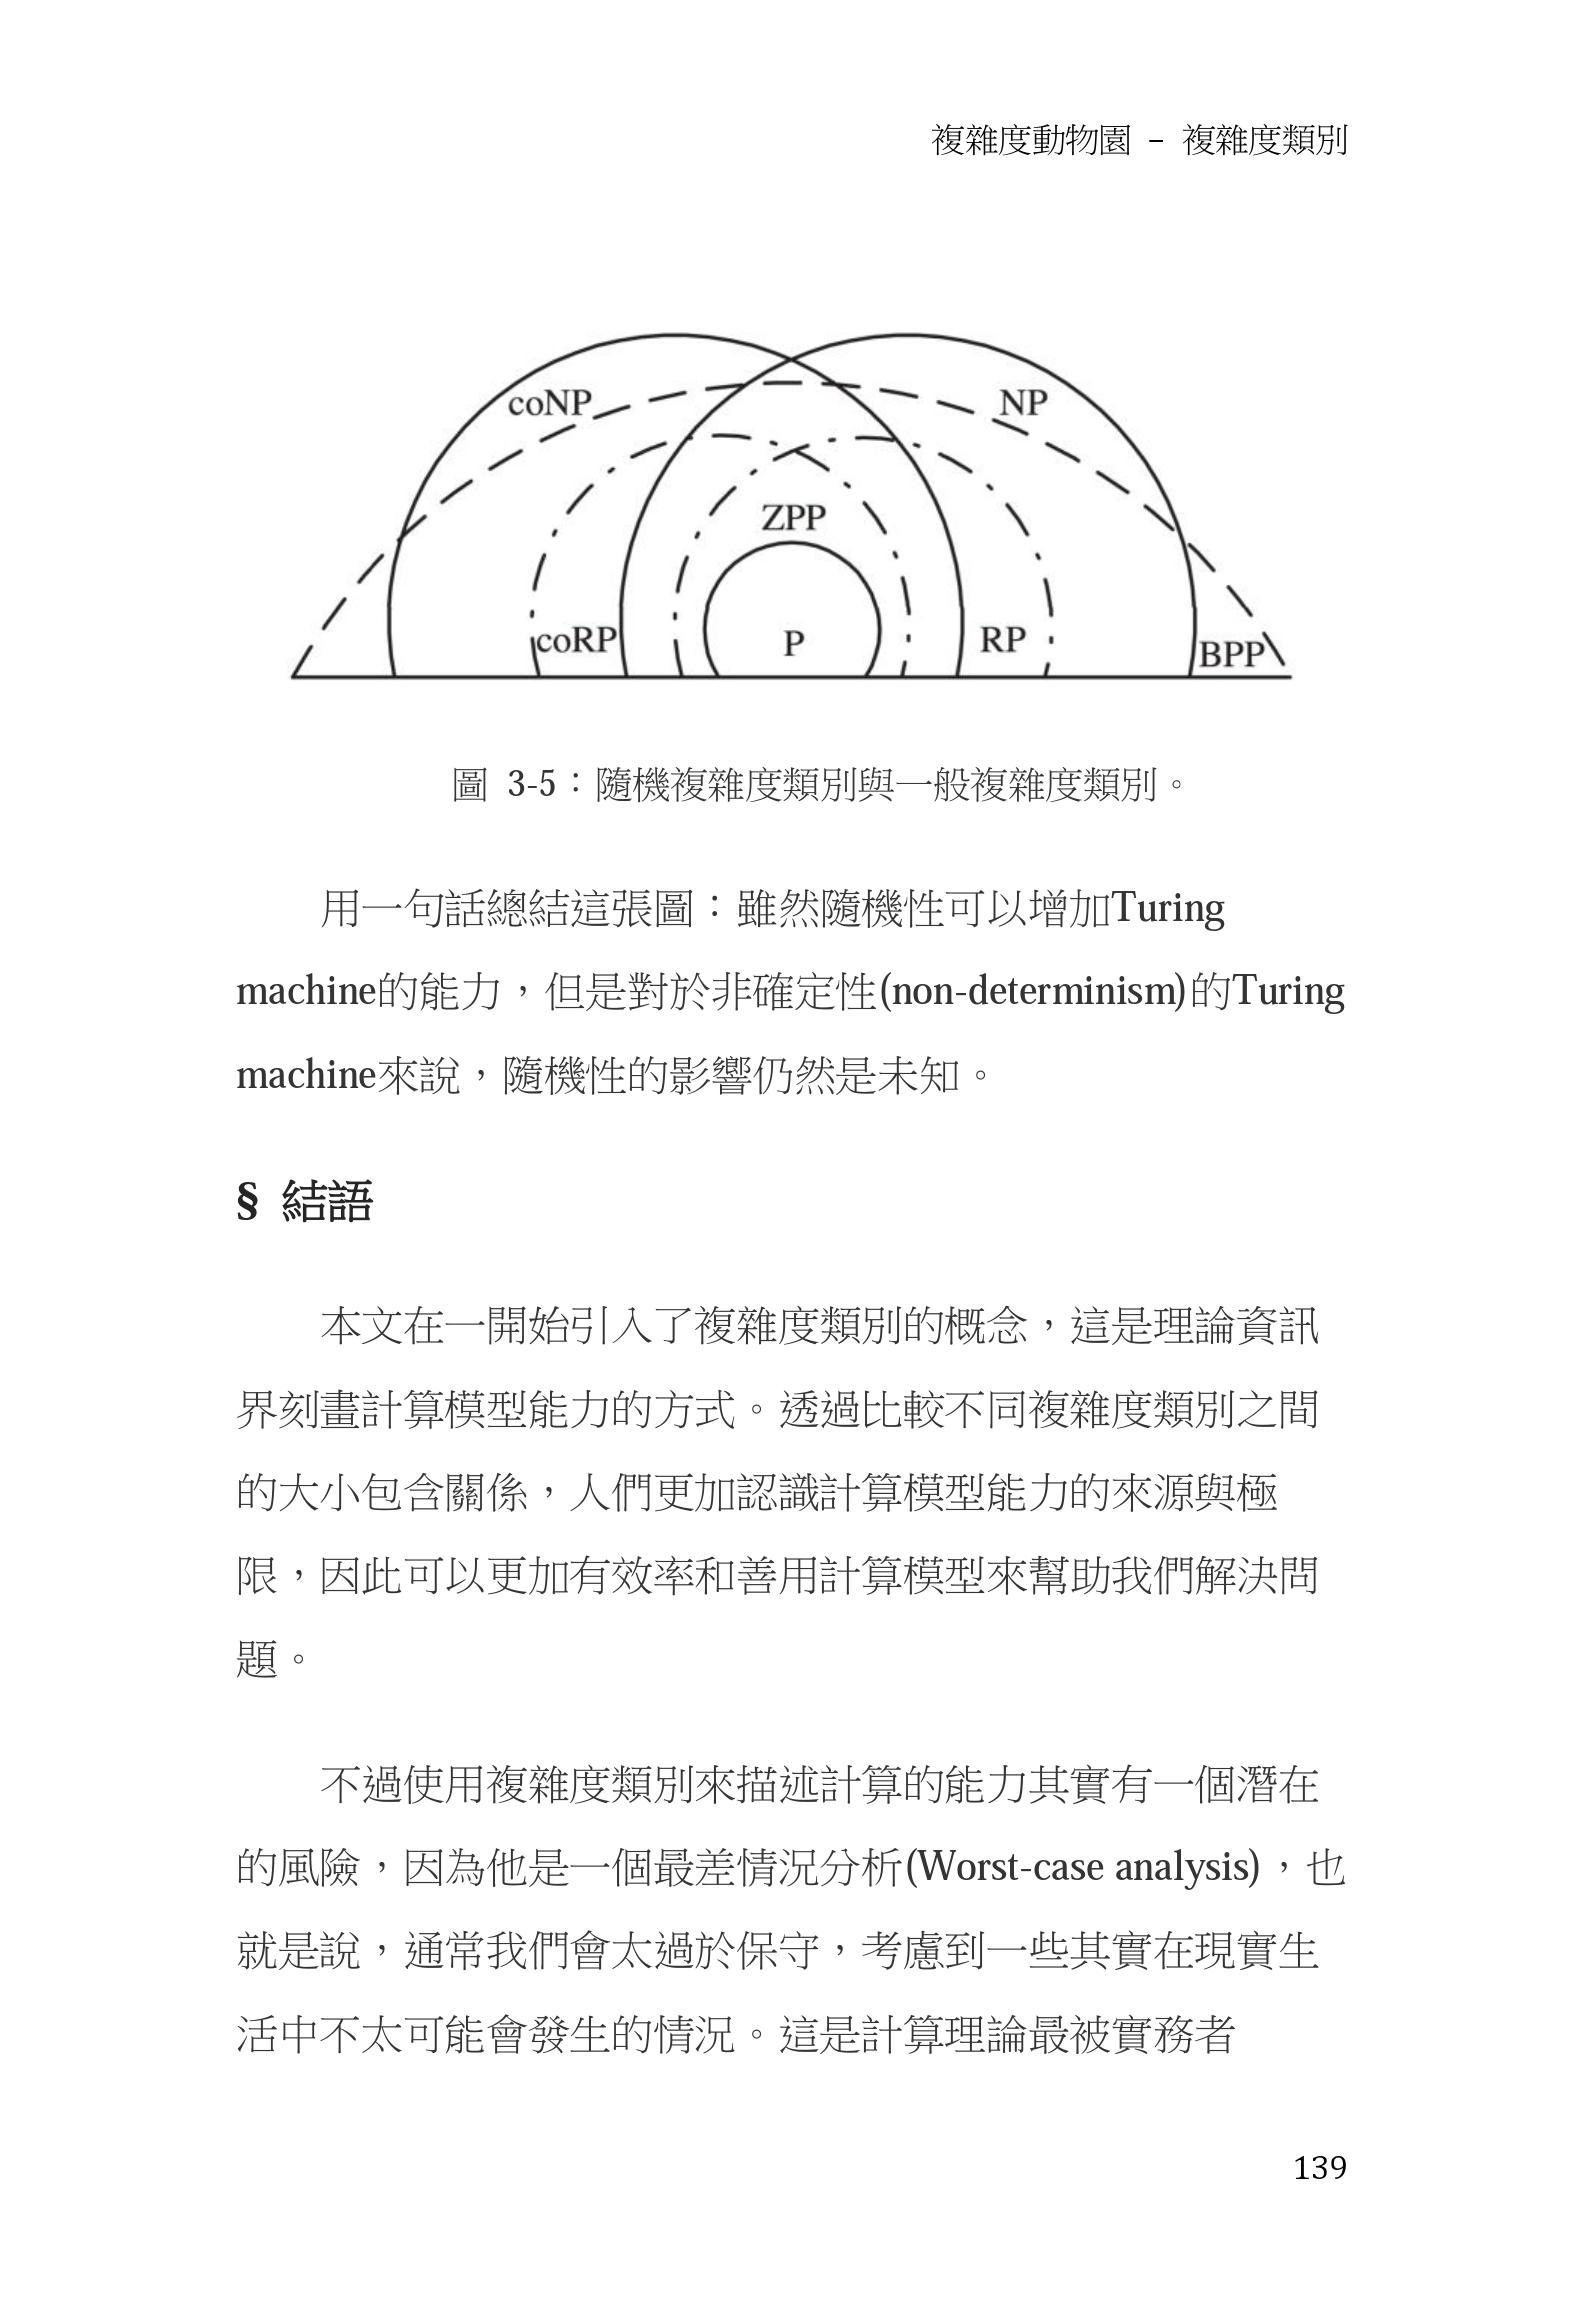 複雜度動物園 – 複雜度類別
coNP
NP
ZPP
coRP
P
RP
BPP
圖 3-5：隨機複雜度類別與一般複雜度類別。
用一句話總結這張圖：雖然隨機性可以增加Turing
machine的能力，但是對於非確定性(non-determinism)的Turing
machine來說，隨機性的影響仍然是未知。
§ 結語
本文在一開始引入了複雜度類別的概念，這是理論資訊
界刻畫計算模型能力的方式。透過比較不同複雜度類別之間
的大小包含關係，人們更加認識計算模型能力的來源與極
限，因此可以更加有效率和善用計算模型來幫助我們解決問
題。
不過使用複雜度類別來描述計算的能力其實有一個潛在
的風險，因為他是一個最差情況分析(Worst-case analysis)，也
就是說，通常我們會太過於保守，考慮到一些其實在現實生
活中不太可能會發生的情況。這是計算理論最被實務者
139